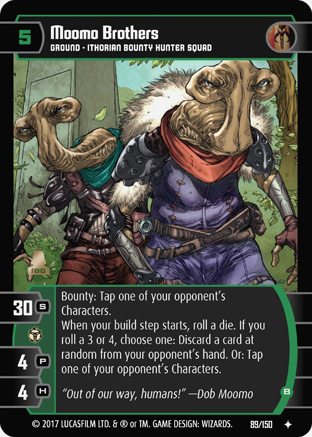 5
Moomo Brothers
GROUND - ITHORIAN BOUNTY HUNTER SQUAD
100
30 S
4 P
4 H
Bounty: Tap one of your opponent's
Characters.
When your build step starts, roll a die. If you
roll a 3 or 4, choose one: Discard a card at
random from your opponent's hand. Or: Tap
one of your opponent's Characters.
"Out of our way, humans!" —Dob Moomo
B
© 2017 LUCASFILM LTD. & ® or TM. GAME DESIGN: WIZARDS. 89/150